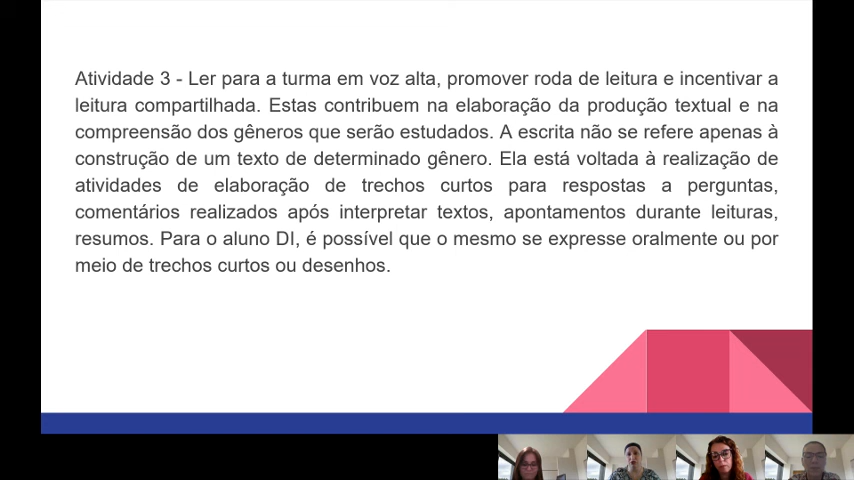 Atividade 3 - Ler para a turma em voz alta, promover roda de leitura e incentivar a
leitura compartilhada. Estas contribuem na elaboração da produção textual e na
compreensão dos gêneros que serão estudados. A escrita não se refere apenas à
construção de um texto de determinado gênero. Ela está voltada à realização de
atividades de elaboração de trechos curtos para respostas a perguntas,
comentários realizados após interpretar textos, apontamentos durante leituras,
resumos. Para o aluno DI, é possível que o mesmo se expresse oralmente ou por
meio de trechos curtos ou desenhos.